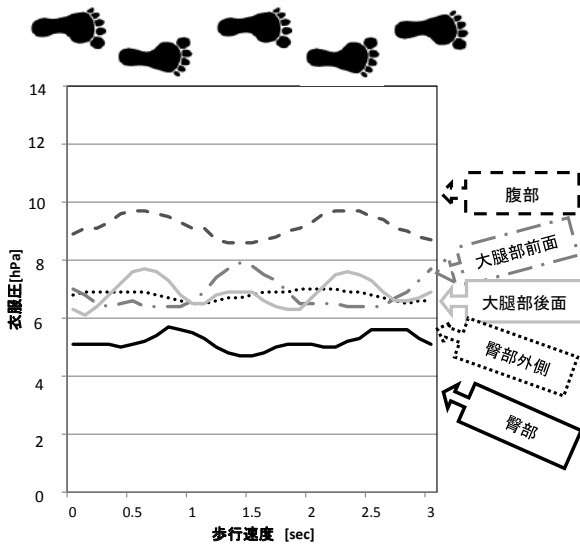 14
12
10
8
6
4
2
0
衣服圧[hPa]
0 0.5 1 1.5 2 2.5 3
歩行速度 [sec]
腹部
大腿部前面
大腿部後面
臀部外側
臀部